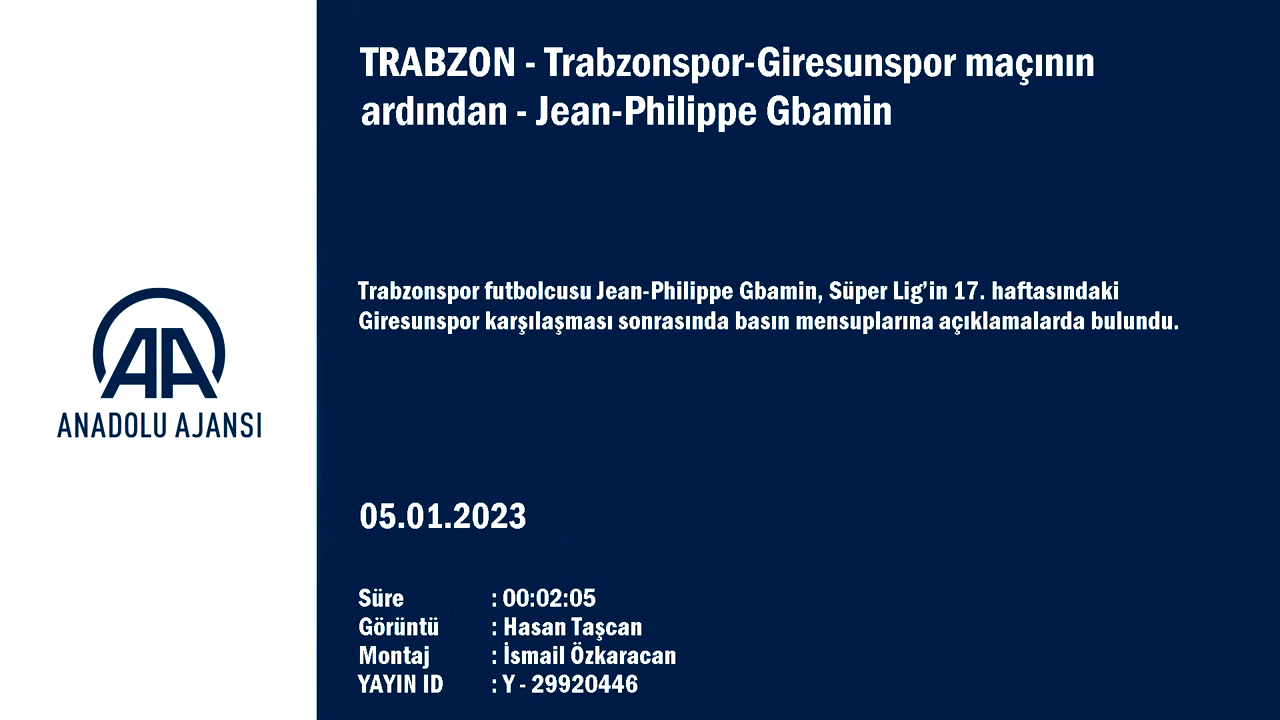 TRABZON - Trabzonspor-Giresunspor maçının
ardından - Jean-Philippe Gbamin
Trabzonspor futbolcusu Jean-Philippe Gbamin, Süper Lig’in 17. haftasındaki
Giresunspor karşılaşması sonrasında basın mensuplarına açıklamalarda bulundu.
AA
ANADOLU AJANSI
05.01.2023
Süre : 00:02:05
Görüntü : Hasan Taşcan
Montaj : İsmail Özkaracan
YAYIN ID : Y - 29920446